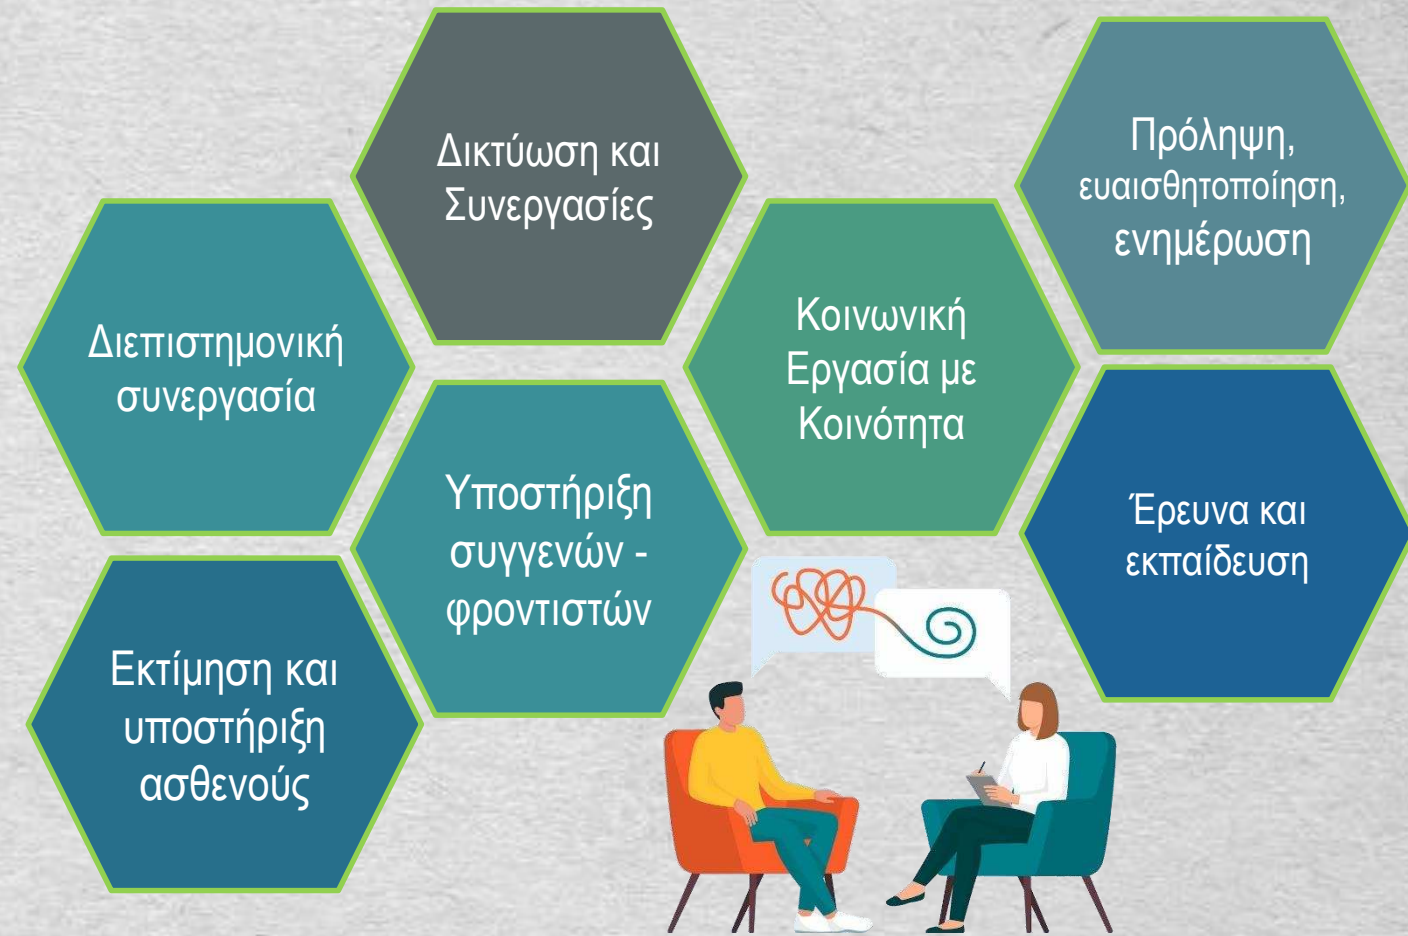 Δικτύωση και
Συνεργασίες
Πρόληψη,
ευαισθητοποίηση,
ενημέρωση
Διεπιστημονική
συνεργασία
Κοινωνική
Εργασία με
Κοινότητα
Υποστήριξη
συγγενών -
φροντιστών
Έρευνα και
εκπαίδευση
Εκτίμηση και
υποστήριξη
ασθενούς